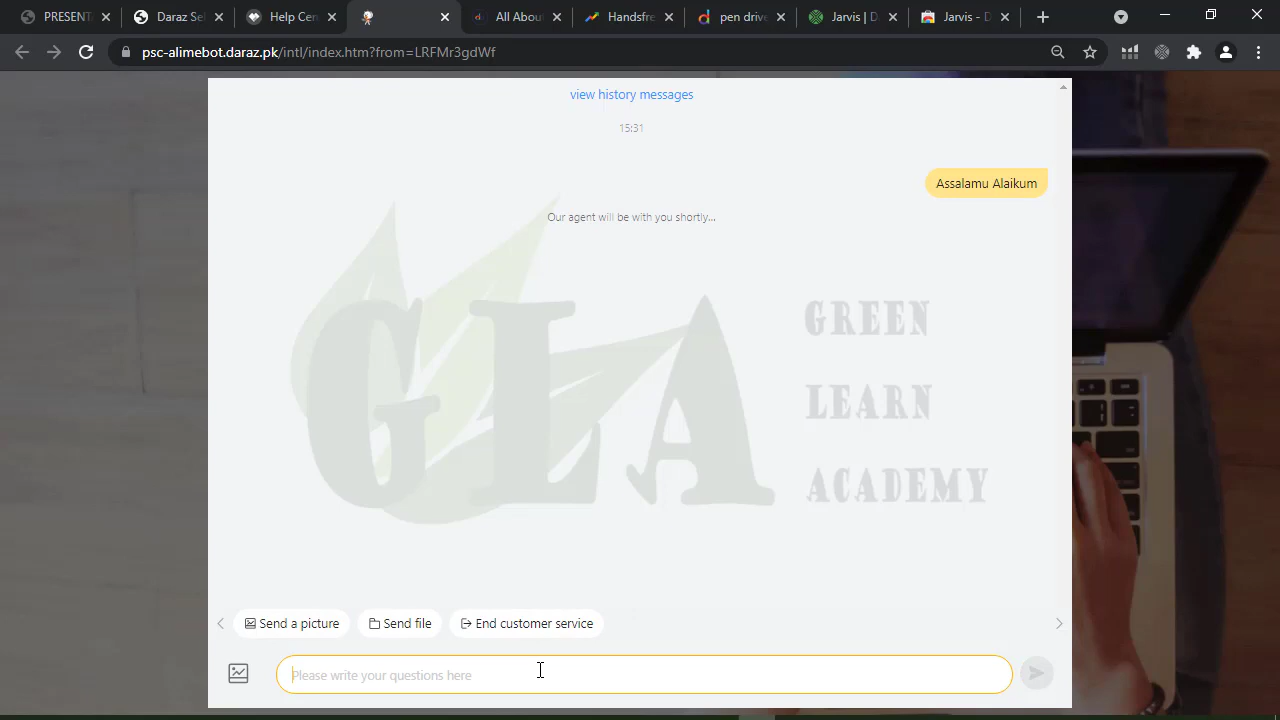 PRESENT
Daraz Sel
Help Cen
All Abou
Handsfre
pen drive
Jarvis | D
Jarvis - D
psc-alimebot.daraz.pk/intl/index.htm?from=LRFMr3gdWf
view history messages
15:31
Assalamu Alaikum
Our agent will be with you shortly...
GLA
GREEN
LEARN
ACADEMY
Send a picture
Send file
End customer service
Please write your questions here